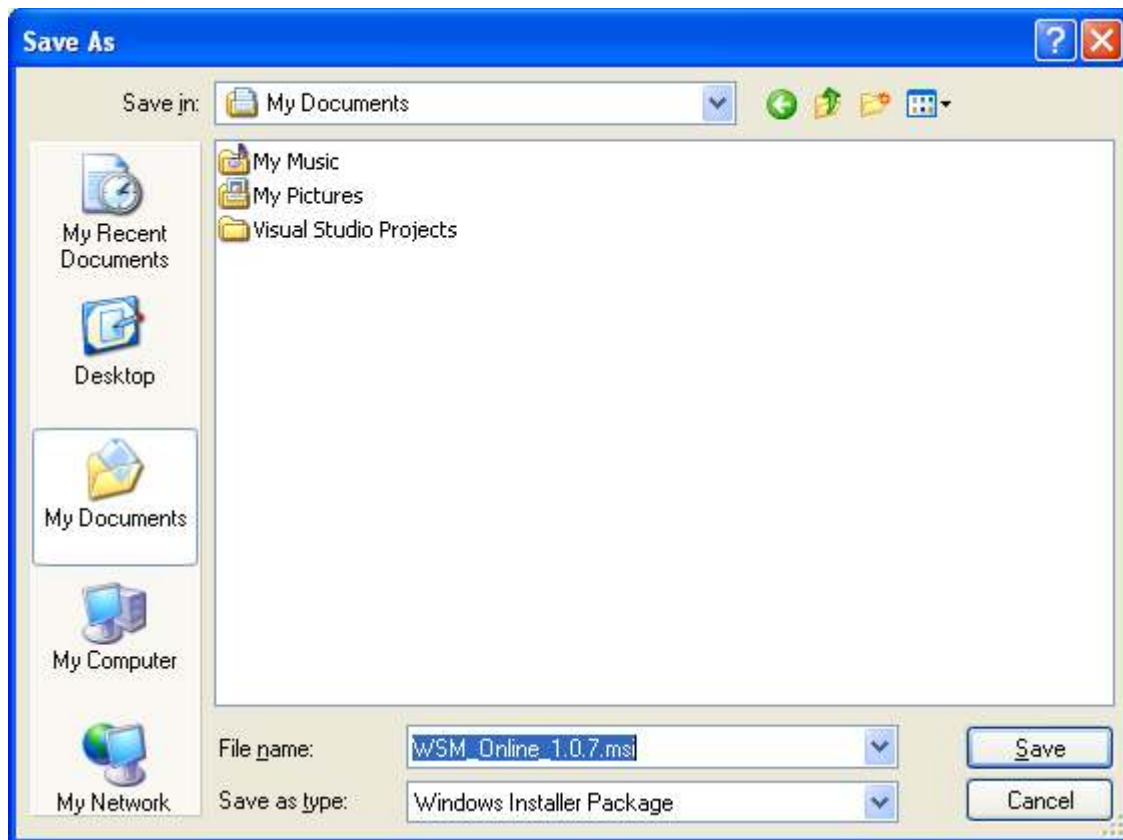 Save As
Save in:
My Documents
My Music
My Pictures
Visual Studio Projects
My Recent
Documents
Desktop
My Documents
My Computer
My Network
File name:
WSM_Online_1.0.7.msi
Save
Save as type:
Windows Installer Package
Cancel